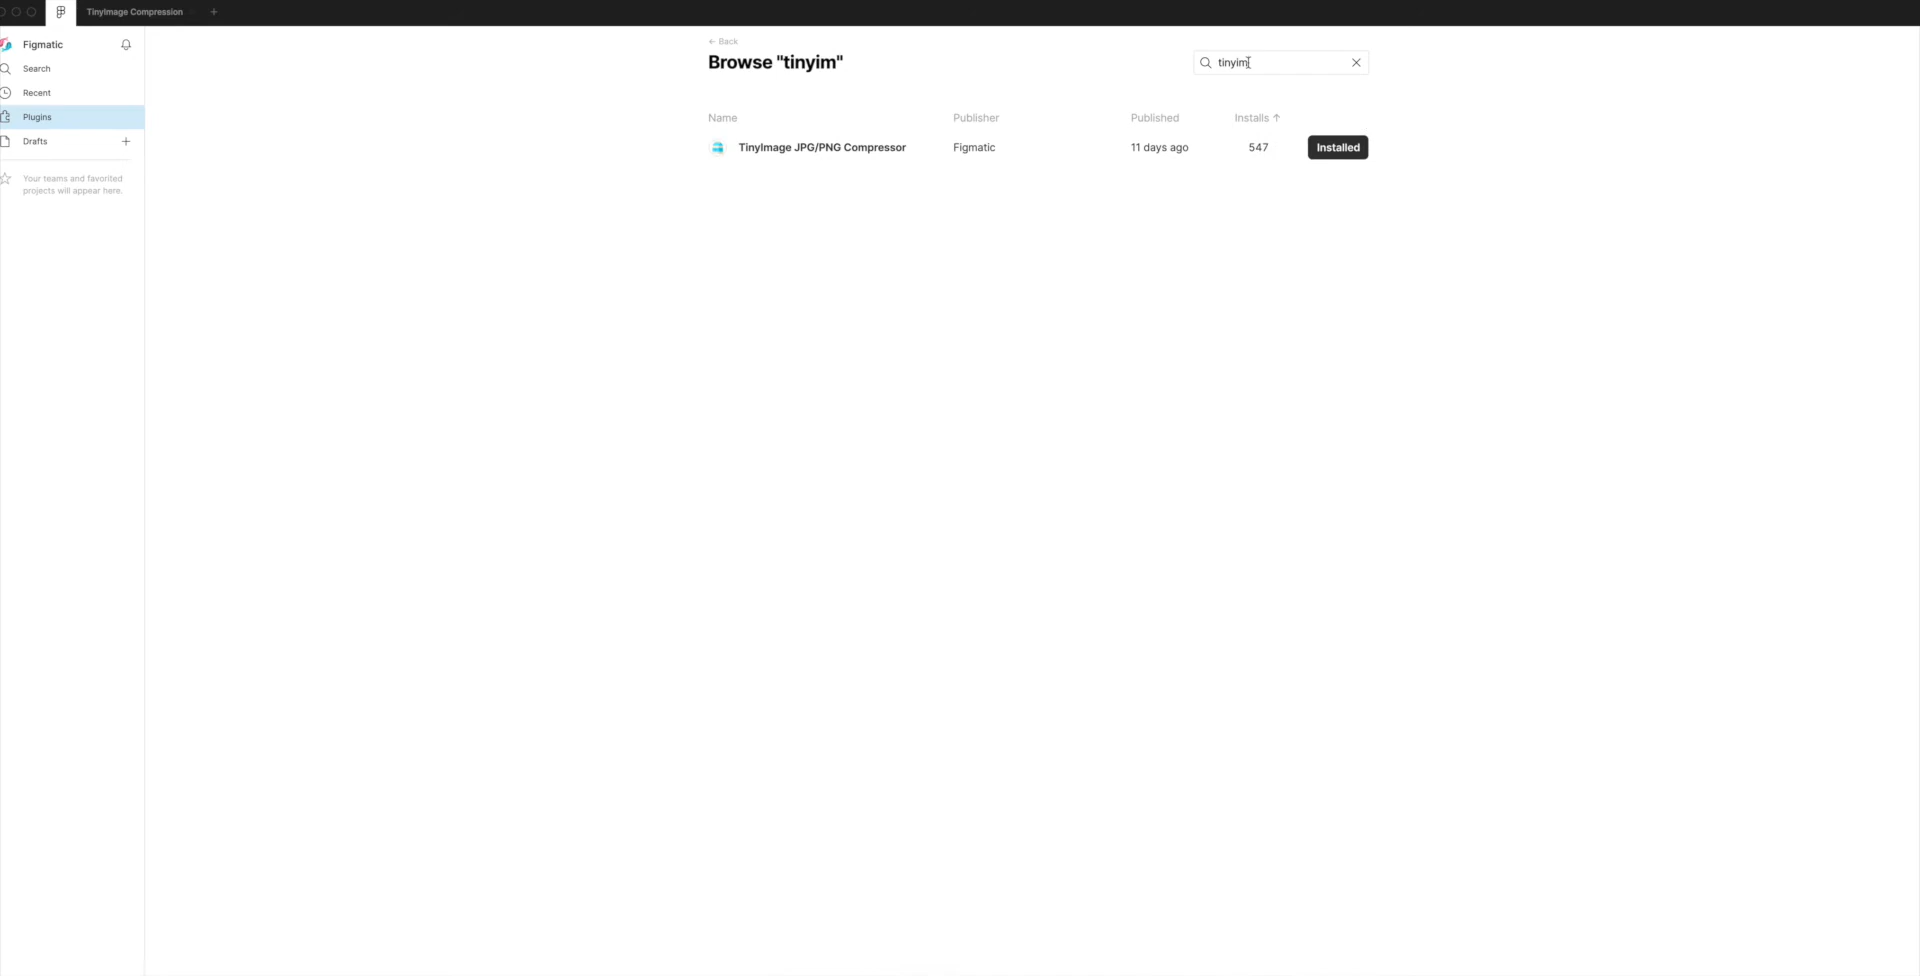 TinyImage Compression
Figmatic
Search
Recent
Plugins
Drafts
Your teams and favorited
projects will appear here.
← Back
Browse "tinyim"
tinyim
Name Publisher Published Installs ↑
TinyImage JPG/PNG Compressor Figmatic 11 days ago 547 Installed